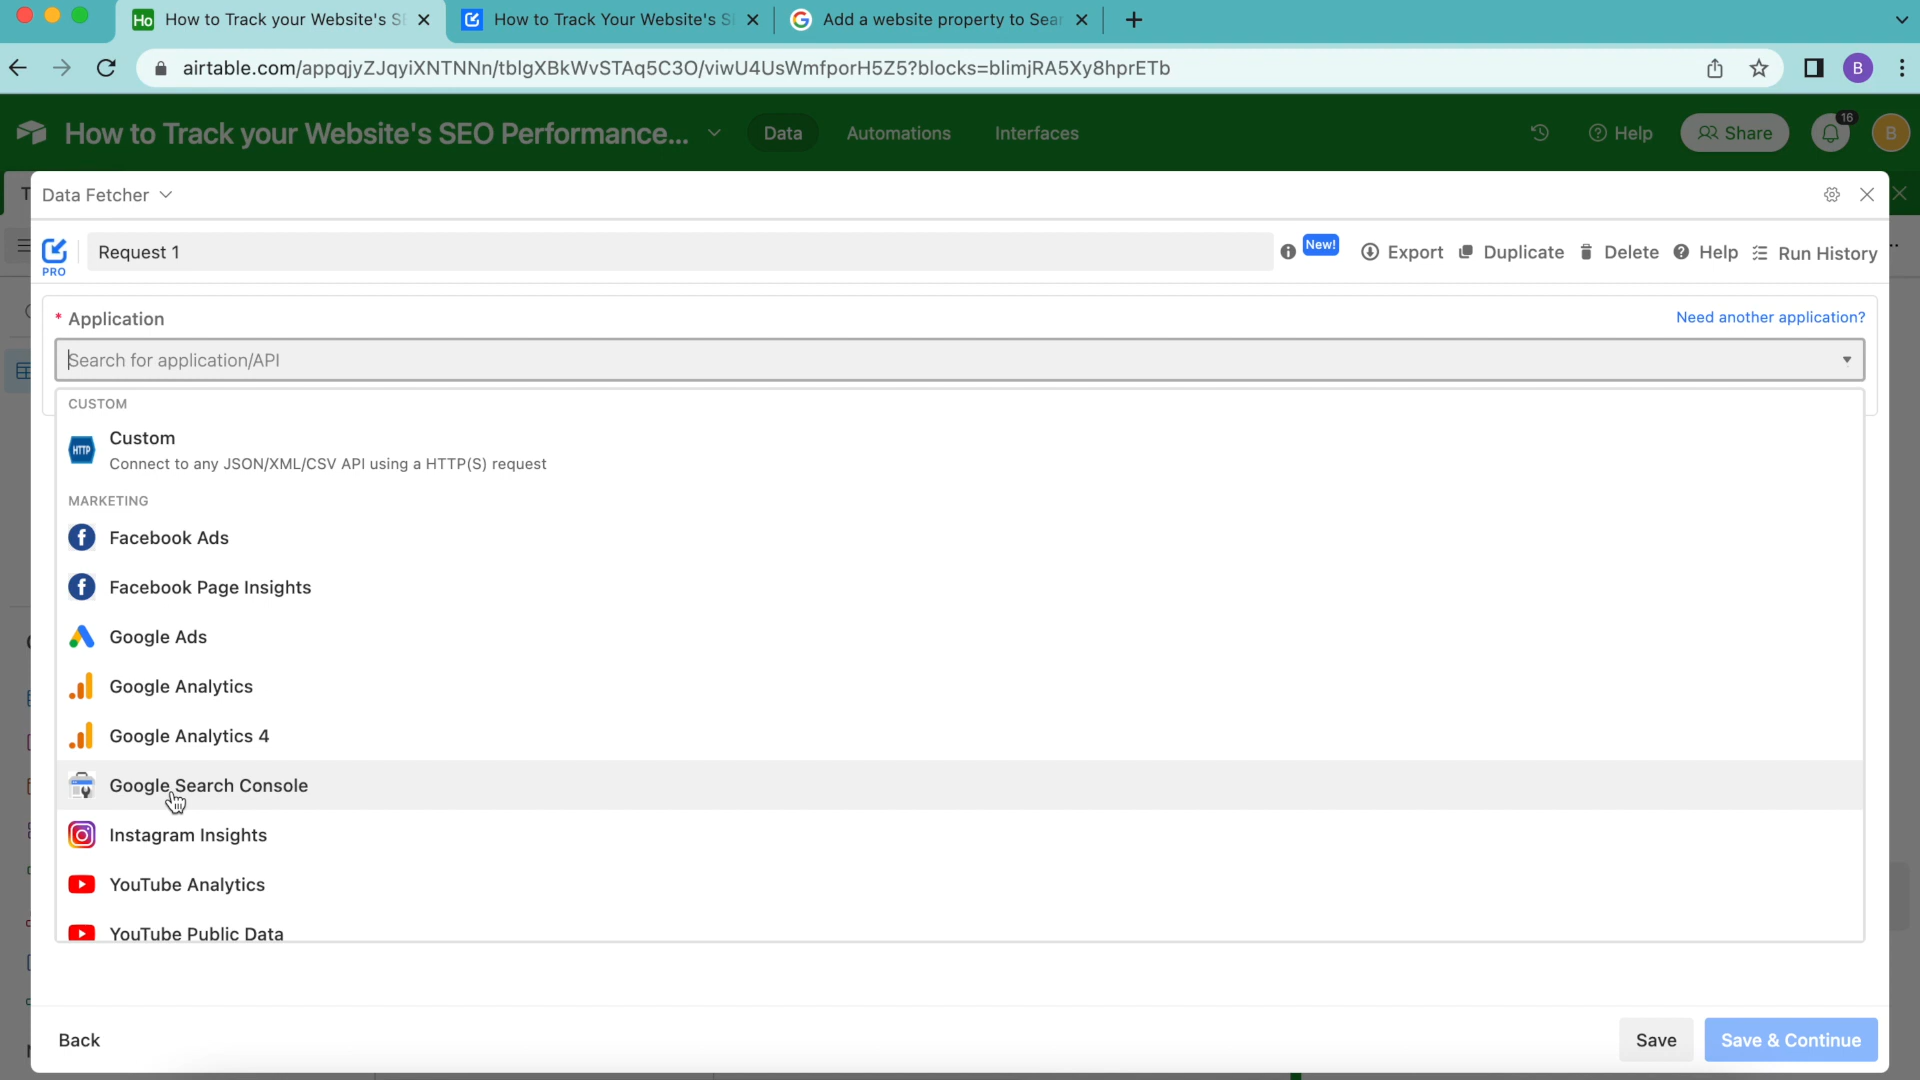 Ho How to Track your Website's S
How to Track Your Website's S
Add a website property to Sear
airtable.com/appqjyZJqyiXNTNNn/tblgXBkWvSTAq5C3O/viwU4UsWmfporH5Z5?blocks=blimjRA5Xy8hprETb
B
How to Track your Website's SEO Performance...
Data
Automations
Interfaces
Help
Share
16
B
Data Fetcher
PRO
Request 1
New!
Export
Duplicate
Delete
Help
Run History
* Application
Need another application?
Search for application/API
CUSTOM
HTTP
Custom
Connect to any JSON/XML/CSV API using a HTTP(S) request
MARKETING
Facebook Ads
Facebook Page Insights
Google Ads
Google Analytics
Google Analytics 4
Google Search Console
Instagram Insights
YouTube Analytics
YouTube Public Data
Back
Save
Save & Continue